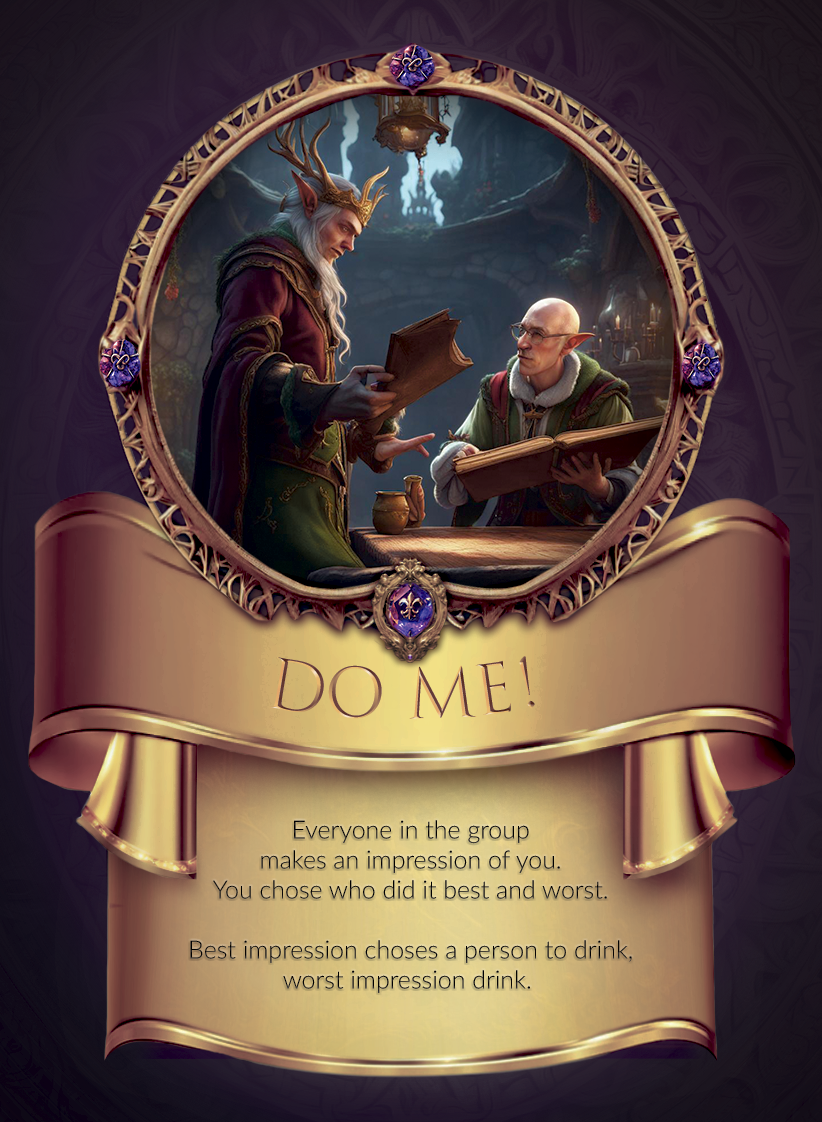 DO ME!
Everyone in the group
makes an impression of you.
You chose who did it best and worst.
Best impression choses a person to drink,
worst impression drink.